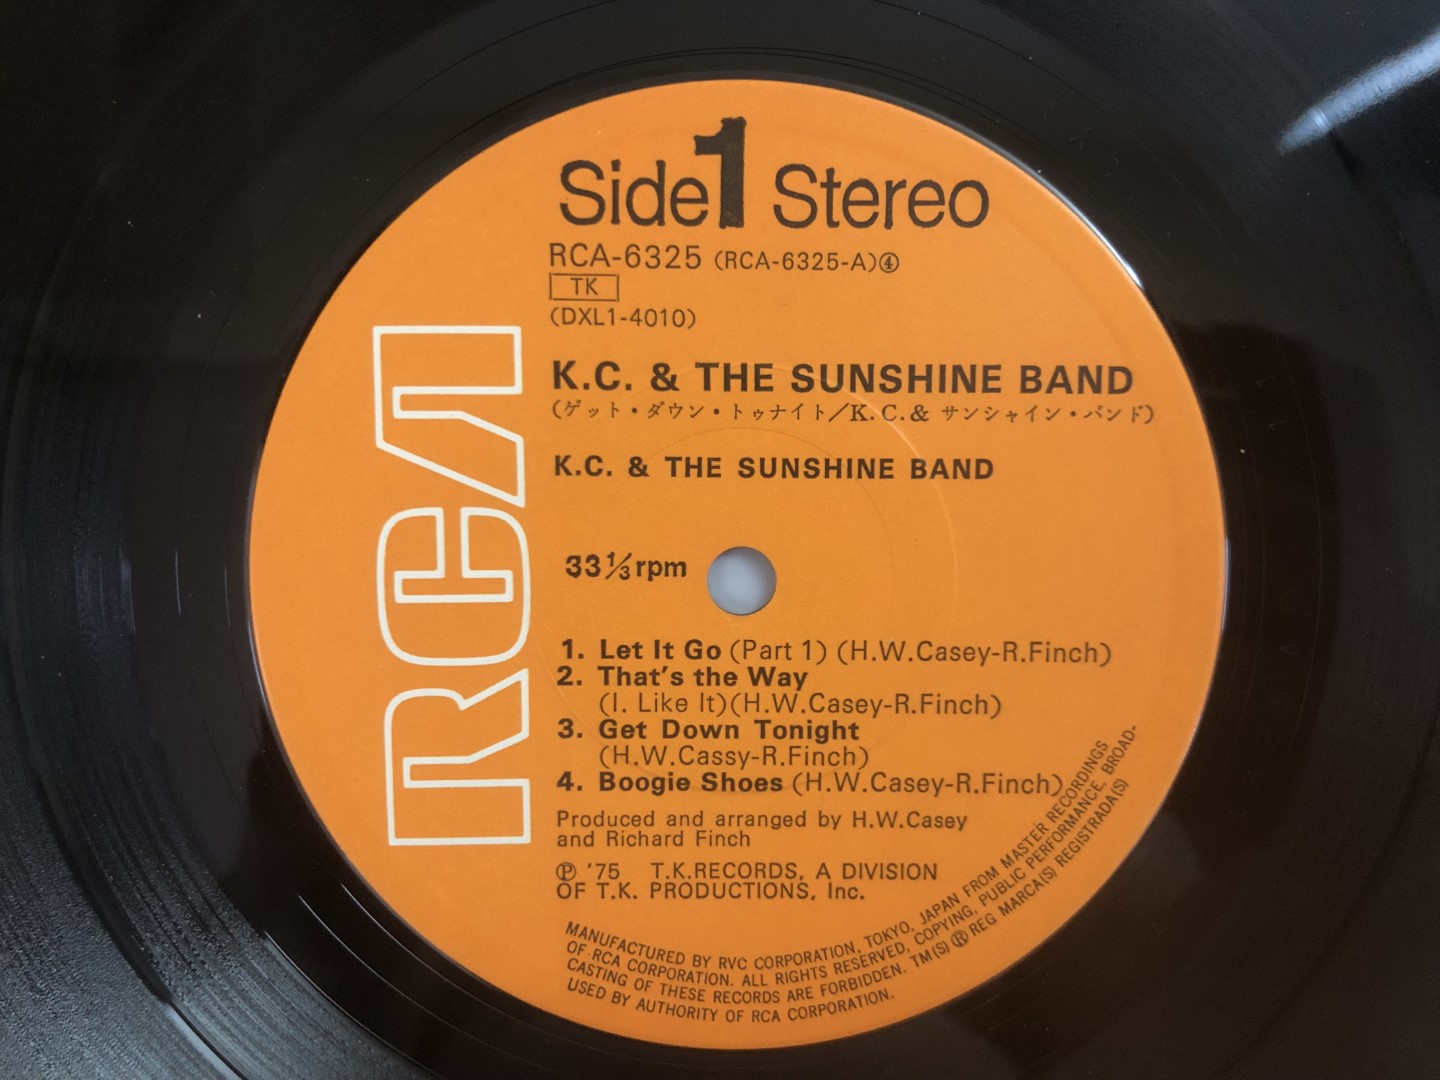 Side 1 Stereo
RCA-6325 (RCA-6325-A)④
TK
(DXL1-4010)
K.C. & THE SUNSHINE BAND
(ゲット・ダウン・トゥナイト/K.C.& サンシャイン・バンド)
K.C. & THE SUNSHINE BAND
33⅓rpm
RCA
1. Let It Go (Part 1) (H.W.Casey-R.Finch)
2. That's the Way
(I. Like It)(H.W.Casey-R.Finch)
3. Get Down Tonight
(H.W.Cassy-R.Finch)
4. Boogie Shoes (H.W.Casey-R.Finch)
Produced and arranged by H.W.Casey
and Richard Finch
Ⓟ '75 T.K.RECORDS, A DIVISION
OF T.K. PRODUCTIONS, Inc.
MANUFACTURED BY RVC CORPORATION, TOKYO, JAPAN FROM MASTER RECORDINGS
OF RCA CORPORATION. ALL RIGHTS RESERVED, COPYING, PUBLIC PERFORMANCE, BROAD-
CASTING OF THESE RECORDS ARE FORBIDDEN. TM(S) ® REG MARCA(S) REGISTRADA(S)
USED BY AUTHORITY OF RCA CORPORATION.